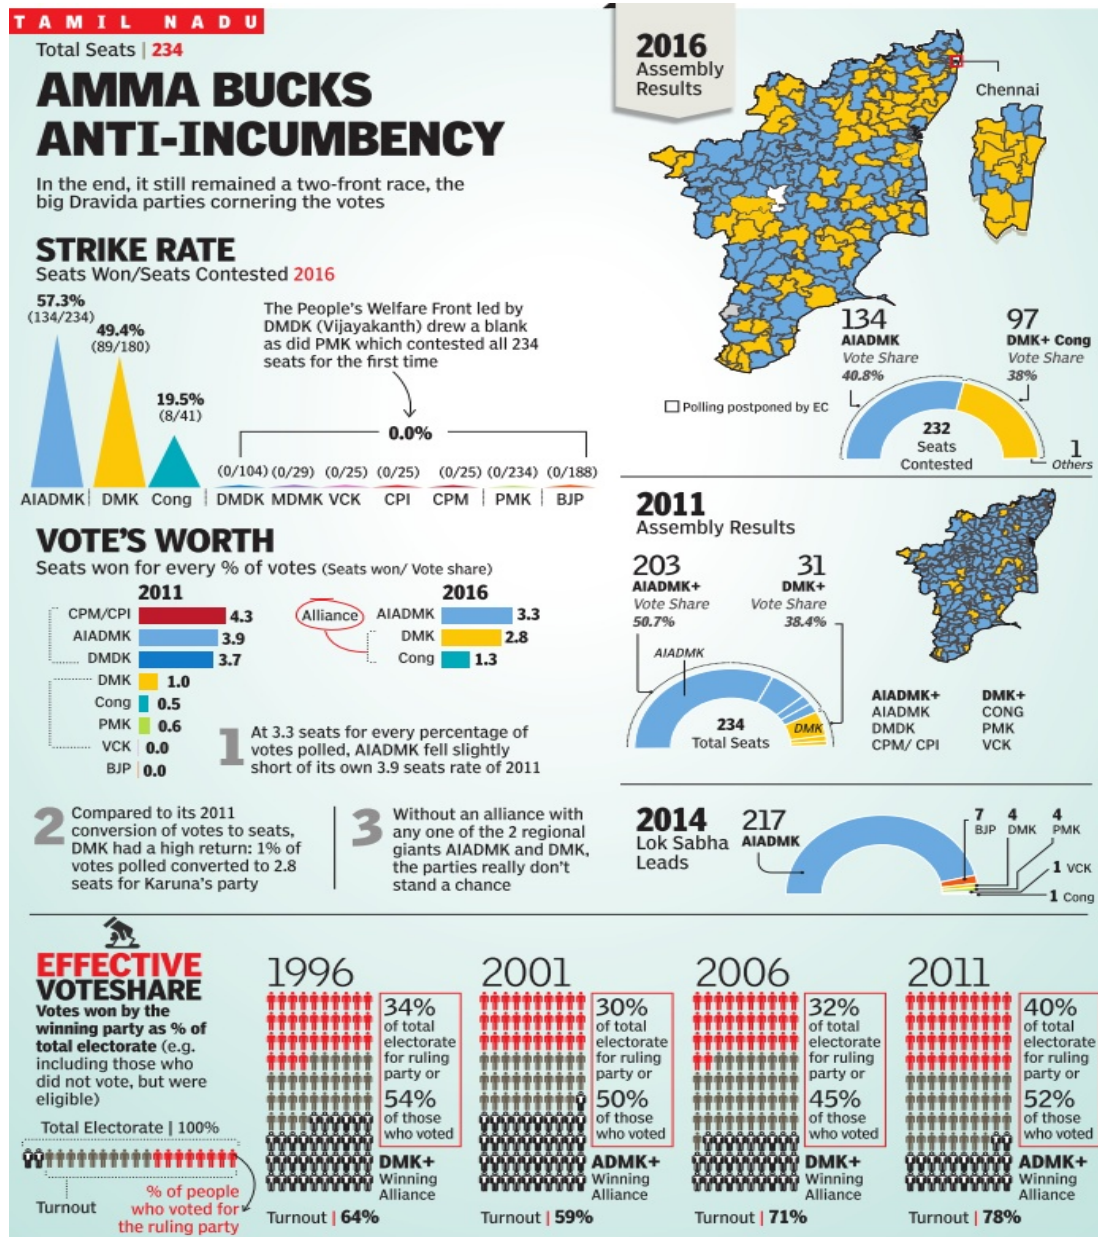 TAMIL NADU
Total Seats | 234
AMMA BUCKS
ANTI-INCUMBENCY
In the end, it still remained a two-front race, the
big Dravida parties cornering the votes
STRIKE RATE
Seats Won/Seats Contested 2016
57.3%
(134/234)
49.4%
(89/180)
19.5%
(8/41)
The People's Welfare Front led by
DMDK (Vijayakanth) drew a blank
as did PMK which contested all 234
seats for the first time
0.0%
(0/104) (0/29) (0/25) (0/25) (0/25) (0/234) (0/188)
AIADMK DMK Cong DMDK MDMK VCK CPI CPM PMK BJP
2016
Assembly
Results
Chennai
134
AIADMK
Vote Share
40.8%
97
DMK+ Cong
Vote Share
38%
Polling postponed by EC
232
Seats
Contested
1
Others
VOTE'S WORTH
Seats won for every % of votes (Seats won/ Vote share)
2011
CPM/CPI 4.3
AIADMK 3.9
DMDK 3.7
DMK 1.0
Cong 0.5
PMK 0.6
VCK 0.0
BJP 0.0
Alliance
2016
AIADMK 3.3
DMK 2.8
Cong 1.3
1 At 3.3 seats for every percentage of
votes polled, AIADMK fell slightly
short of its own 3.9 seats rate of 2011
2 Compared to its 2011
conversion of votes to seats,
DMK had a high return: 1% of
votes polled converted to 2.8
seats for Karuna's party
3 Without an alliance with
any one of the 2 regional
giants AIADMK and DMK,
the parties really don't
stand a chance
2011
Assembly Results
203
AIADMK+
Vote Share
50.7%
31
DMK+
Vote Share
38.4%
AIADMK
234
Total Seats
DMK
AIADMK+
AIADMK
DMDK
CPM/ CPI
DMK+
CONG
PMK
VCK
2014
Lok Sabha
Leads
217
AIADMK
7
BJP
4
DMK
4
PMK
1 VCK
1 Cong
EFFECTIVE
VOTESHARE
Votes won by the
winning party as % of
total electorate (e.g.
including those who
did not vote, but were
eligible)
Total Electorate | 100%
Turnout
% of people
who voted for
the ruling party
1996
34%
of total
electorate
for ruling
party or
54%
of those
who voted
DMK+
Winning
Alliance
Turnout | 64%
2001
30%
of total
electorate
for ruling
party or
50%
of those
who voted
ADMK+
Winning
Alliance
Turnout | 59%
2006
32%
of total
electorate
for ruling
party or
45%
of those
who voted
DMK+
Winning
Alliance
Turnout | 71%
2011
40%
of total
electorate
for ruling
party or
52%
of those
who voted
ADMK+
Winning
Alliance
Turnout | 78%